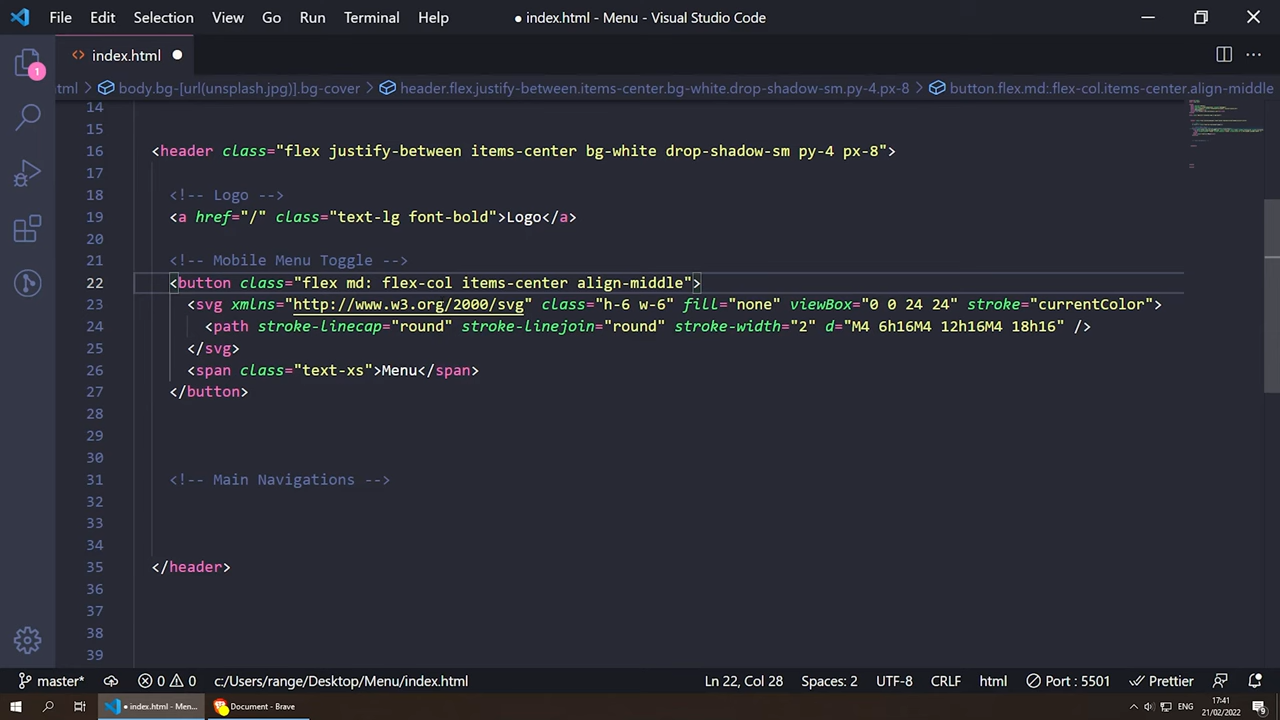 File Edit Selection View Go Run Terminal Help ● index.html - Menu - Visual Studio Code
<> index.html ●
html > body.bg-[url(unsplash.jpg)].bg-cover > header.flex.justify-between.items-center.bg-white.drop-shadow-sm.py-4.px-8 > button.flex.md:.flex-col.items-center.align-middle
1
14
15
16 <header class="flex justify-between items-center bg-white drop-shadow-sm py-4 px-8">
17
18 <!-- Logo -->
19 <a href="/" class="text-lg font-bold">Logo</a>
20
21 <!-- Mobile Menu Toggle -->
22 <button class="flex md: flex-col items-center align-middle">
23 <svg xmlns="http://www.w3.org/2000/svg" class="h-6 w-6" fill="none" viewBox="0 0 24 24" stroke="currentColor">
24 <path stroke-linecap="round" stroke-linejoin="round" stroke-width="2" d="M4 6h16M4 12h16M4 18h16" />
25 </svg>
26 <span class="text-xs">Menu</span>
27 </button>
28
29
30
31 <!-- Main Navigations -->
32
33
34
35 </header>
36
37
38
39
master* 0 0 c:/Users/range/Desktop/Menu/index.html Ln 22, Col 28 Spaces: 2 UTF-8 CRLF html Port : 5501 Prettier
● index.html - Men... Document - Brave ENG 17:41
21/02/2022
9